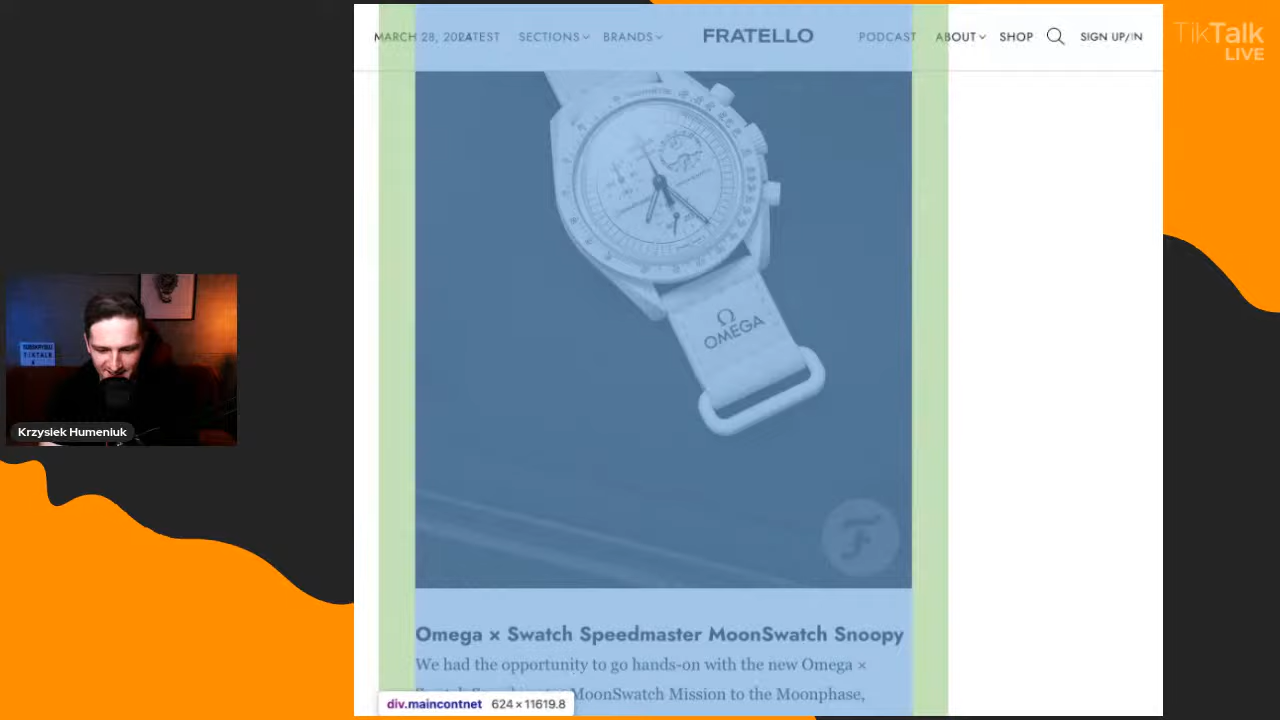 TikTalk
LIVE
MARCH 28, 2024
LATEST
SECTIONS
BRANDS
FRATELLO
PODCAST
ABOUT
SHOP
SIGN UP/IN
Ω
OMEGA
F
TIKTALK
Krzysiek Humeniuk
Omega × Swatch Speedmaster MoonSwatch Snoopy
We had the opportunity to go hands-on with the new Omega ×
MoonSwatch Mission to the Moonphase,
div.maincontnet 624 × 11619.8